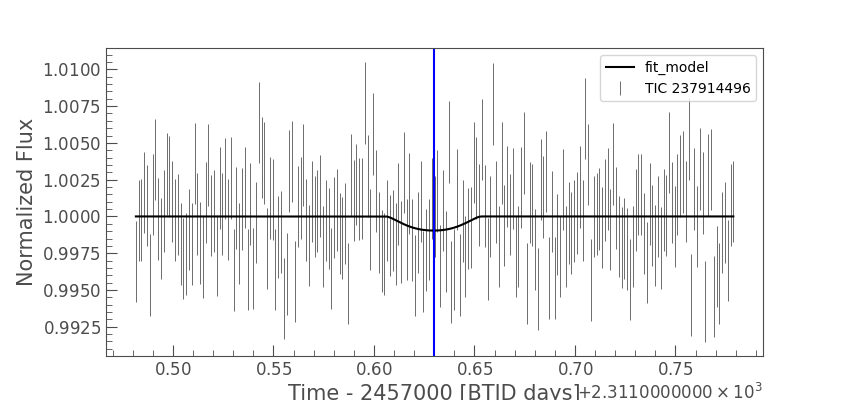 fit_model
TIC 237914496
1.0100
1.0075
1.0050
1.0025
1.0000
0.9975
0.9950
0.9925
Normalized Flux
0.50 0.55 0.60 0.65 0.70 0.75
Time - 2457000 [BTJD days]
+2.3110000000 × 10³